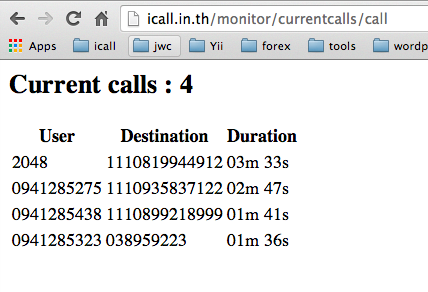 icall.in.th/monitor/currentcalls/call
Apps icall jwc Yii forex tools wordp
Current calls : 4
User Destination Duration
2048 1110819944912 03m 33s
0941285275 1110935837122 02m 47s
0941285438 1110899218999 01m 41s
0941285323 038959223 01m 36s